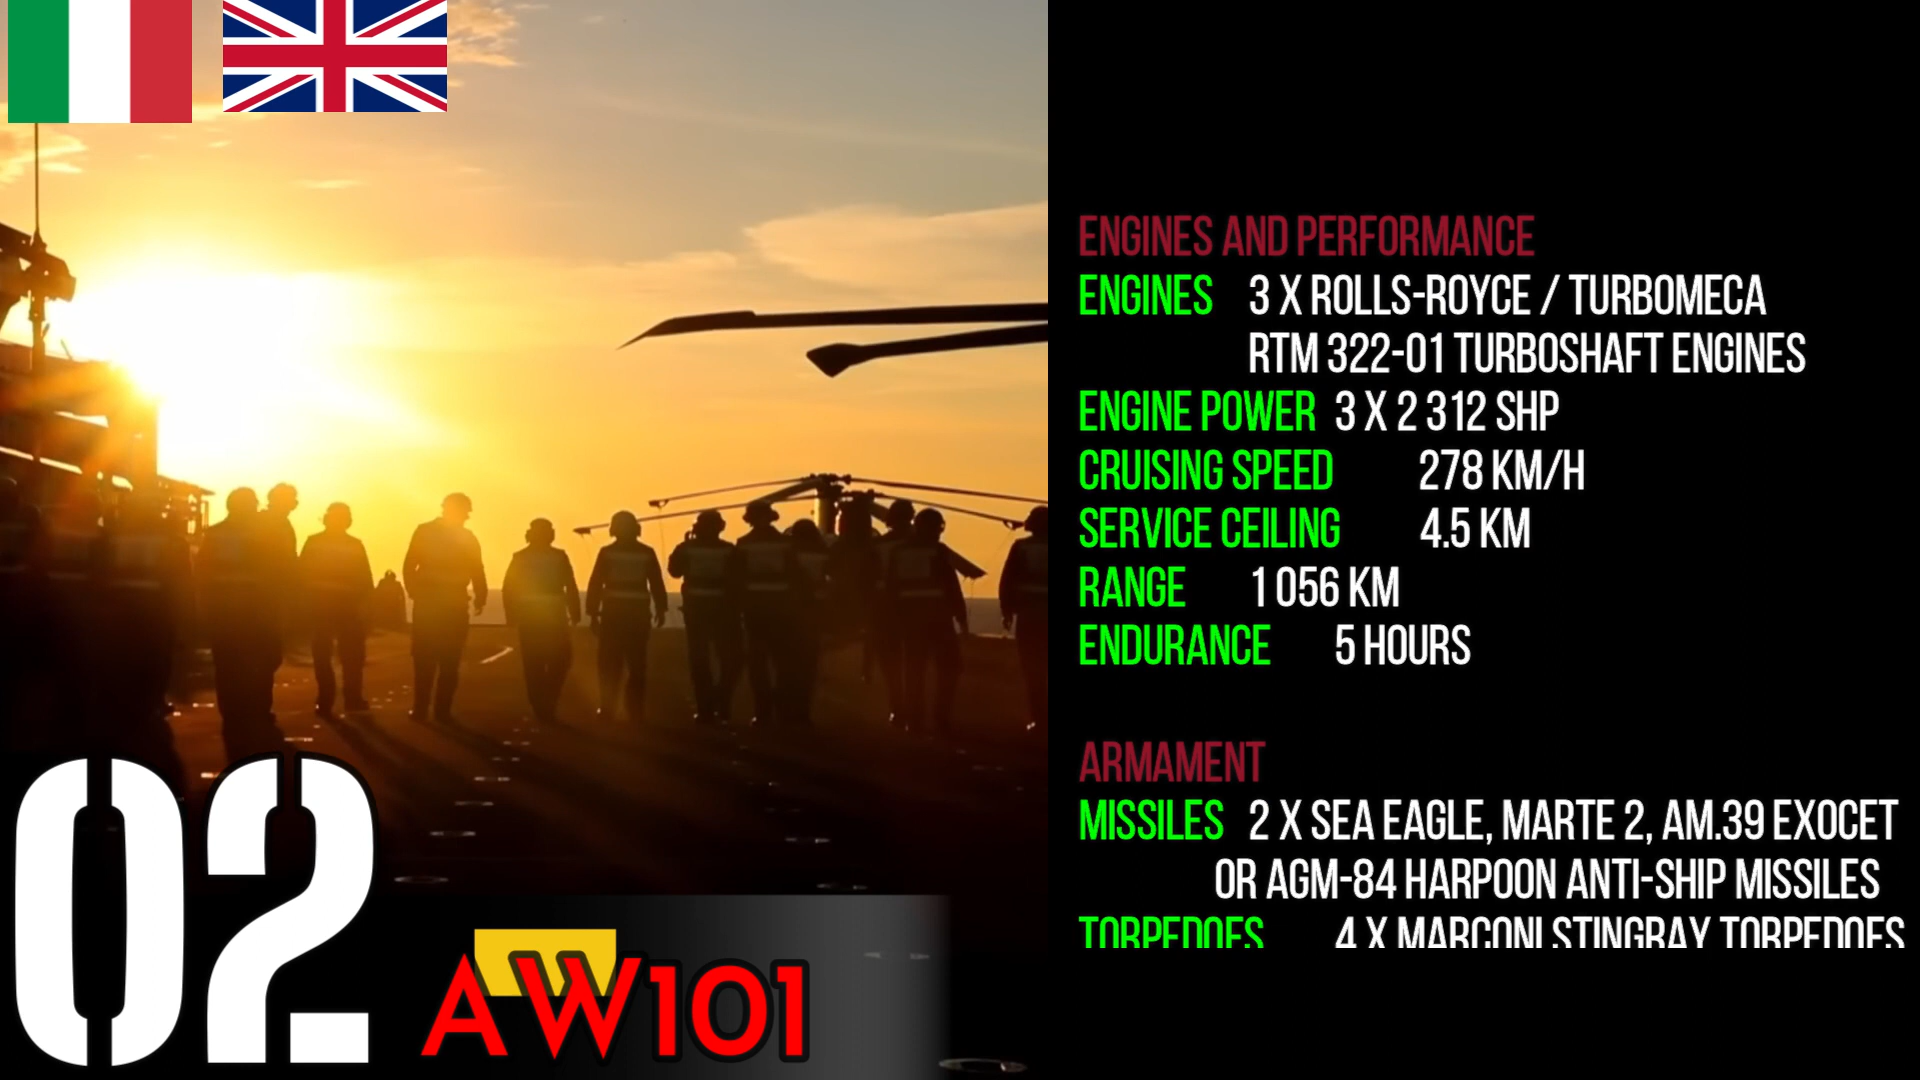 ENGINES AND PERFORMANCE
ENGINES 3 X ROLLS-ROYCE / TURBOMECA
RTM 322-01 TURBOSHAFT ENGINES
ENGINE POWER 3 X 2 312 SHP
CRUISING SPEED 278 KM/H
SERVICE CEILING 4.5 KM
RANGE 1 056 KM
ENDURANCE 5 HOURS
ARMAMENT
MISSILES 2 X SEA EAGLE, MARTE 2, AM.39 EXOCET
OR AGM-84 HARPOON ANTI-SHIP MISSILES
TORPEDOES 4 X MARCONI STINGRAY TORPEDOES
02
AW101